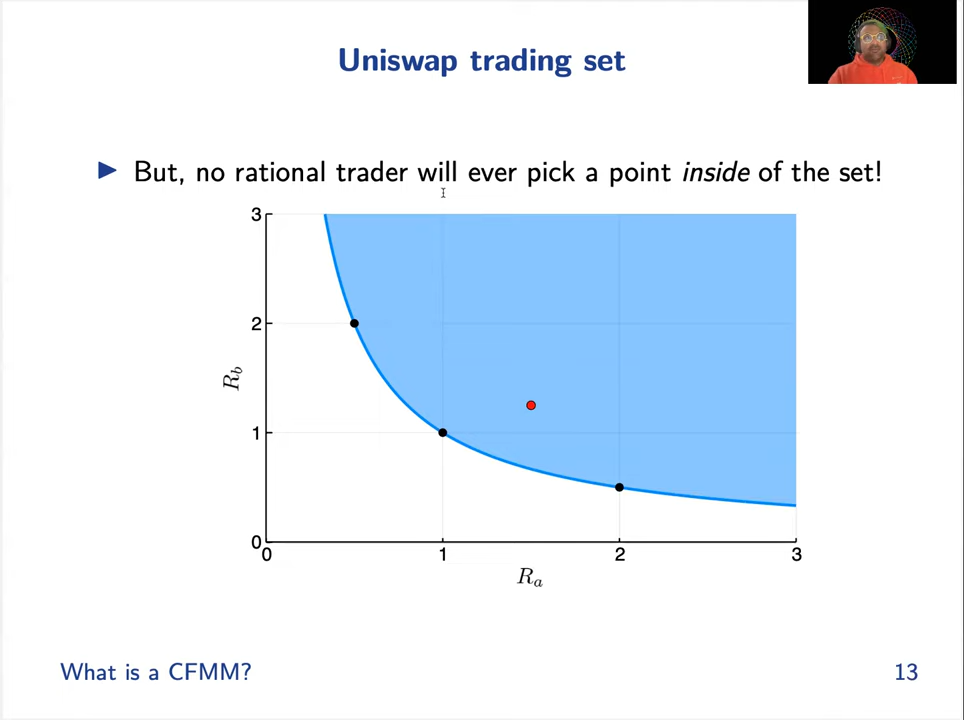 Uniswap trading set
▶ But, no rational trader will ever pick a point inside of the set!
3
2
1
0
R_b
0 1 2 3
R_a
What is a CFMM? 13